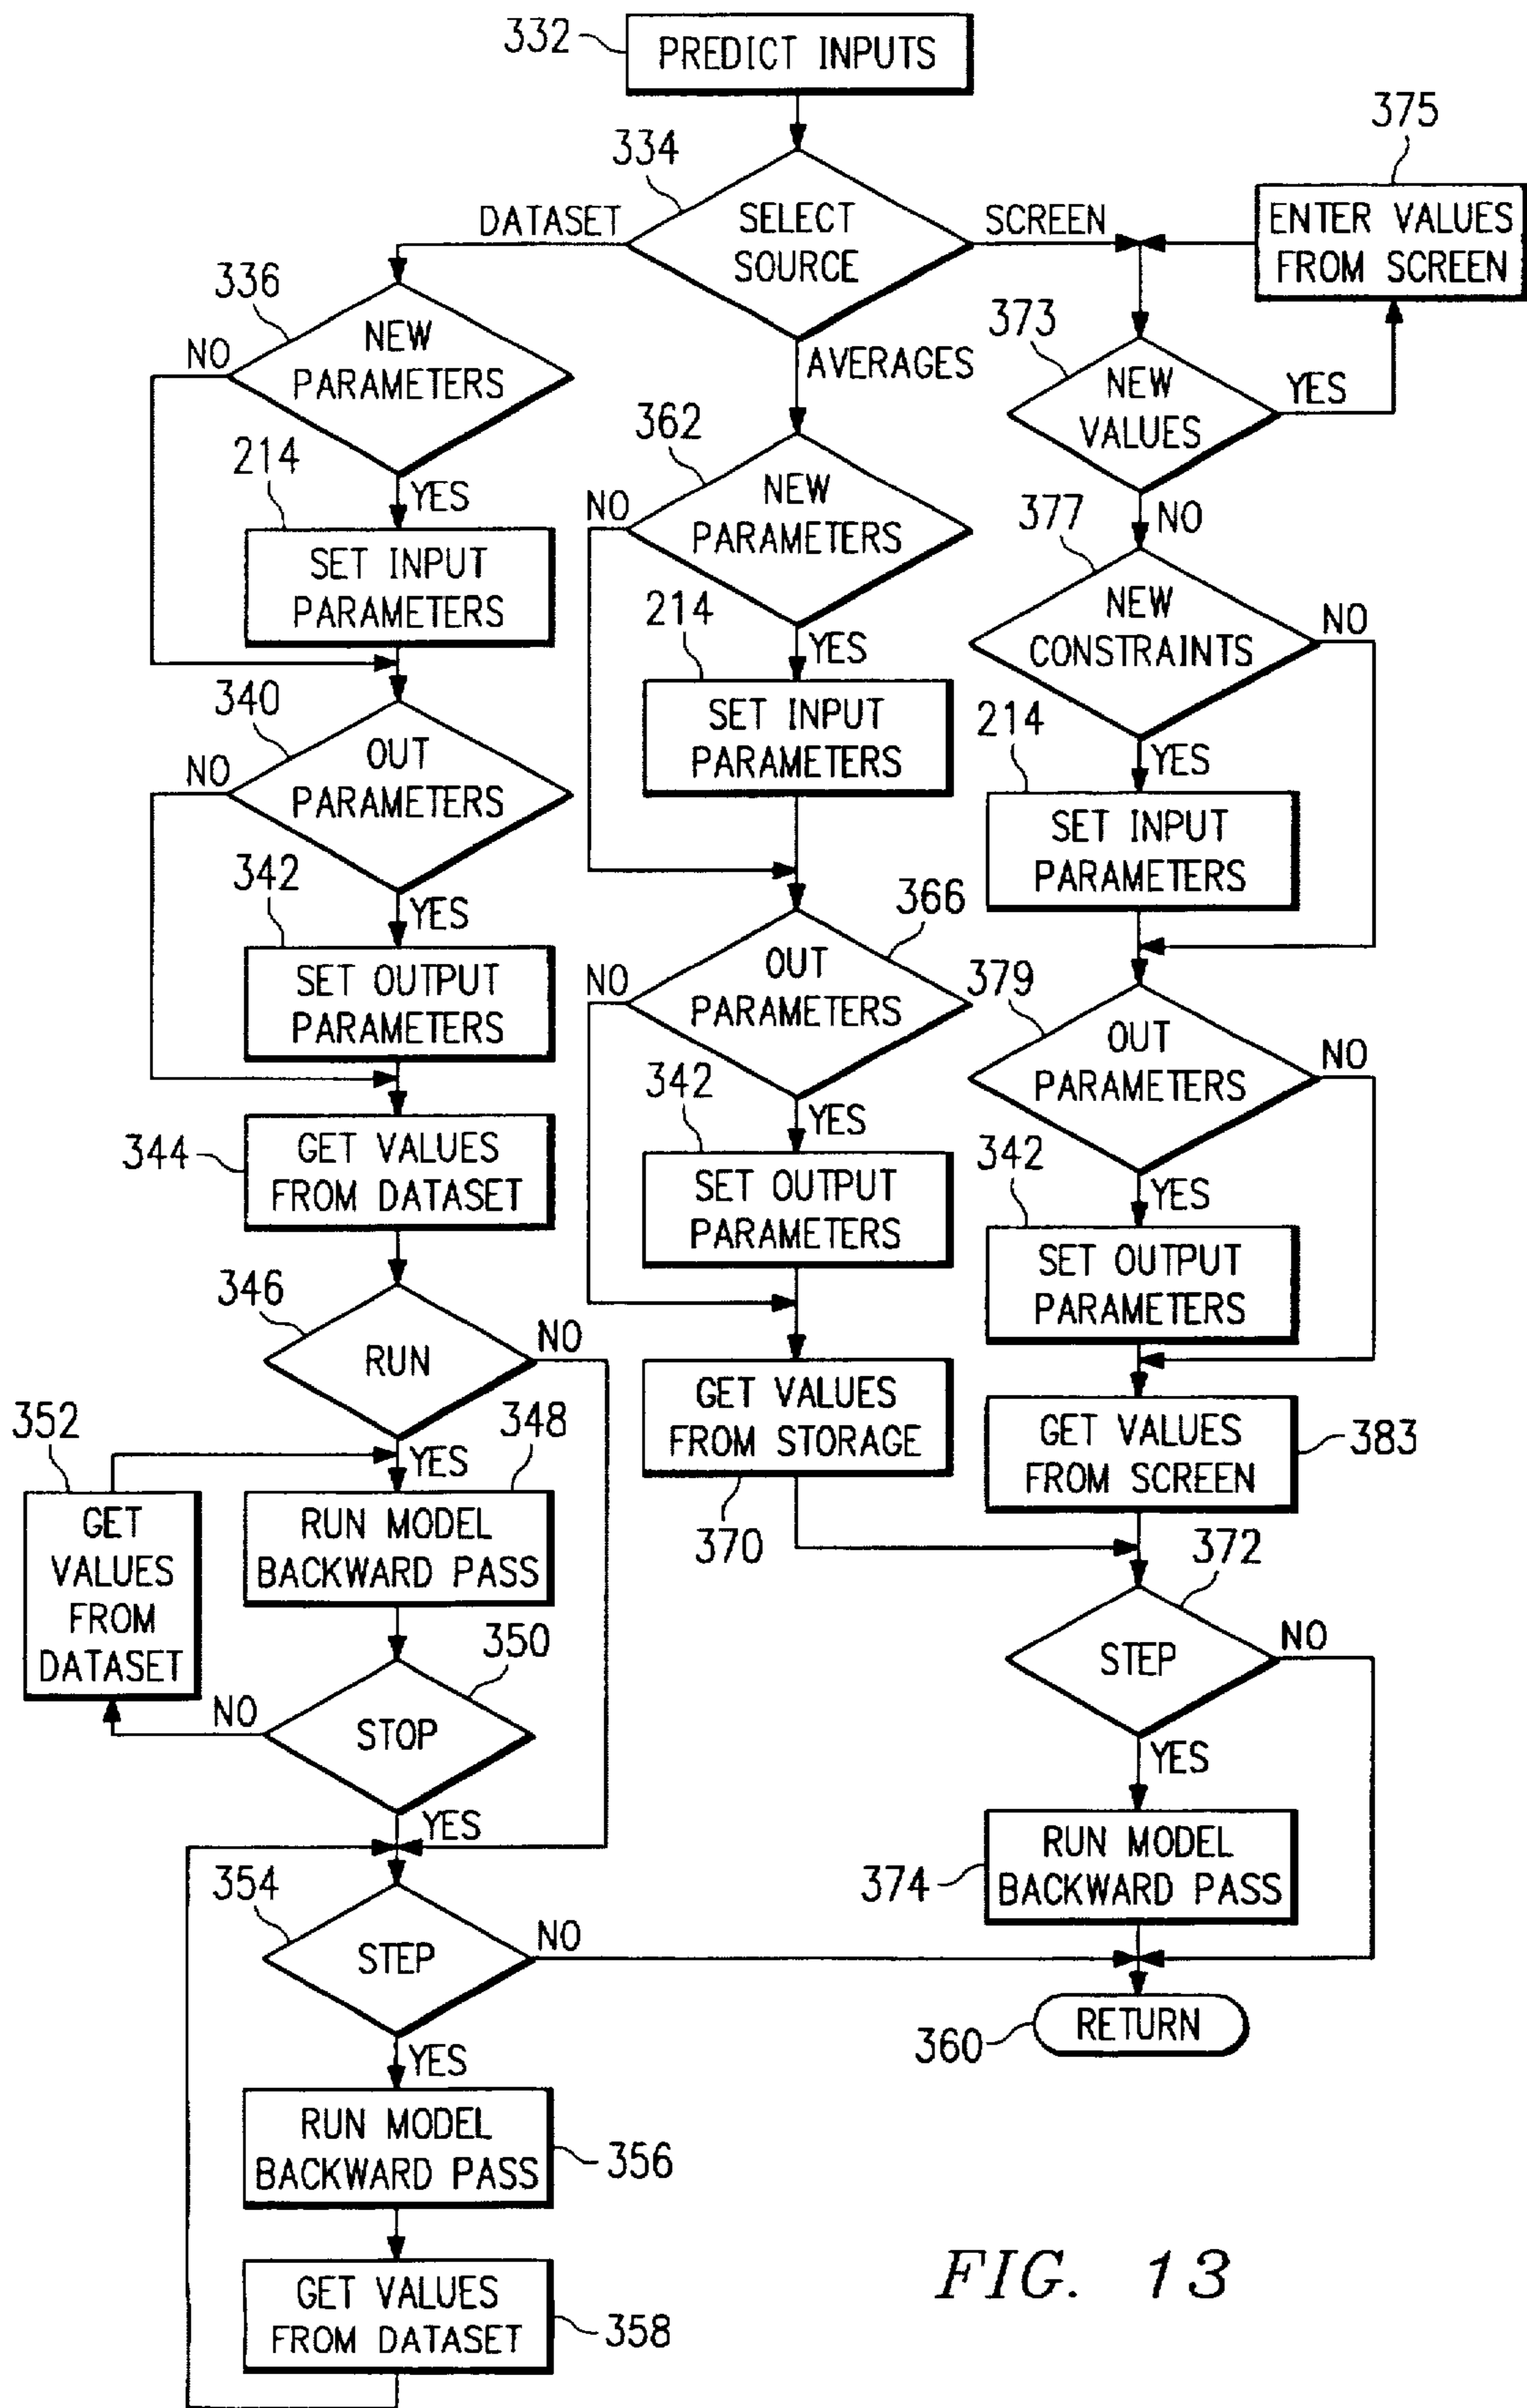 332
PREDICT INPUTS
334
SELECT
SOURCE
DATASET
SCREEN
AVERAGES
375
ENTER VALUES
FROM SCREEN
336
NEW
PARAMETERS
NO
YES
214
SET INPUT
PARAMETERS
340
OUT
PARAMETERS
NO
YES
342
SET OUTPUT
PARAMETERS
344
GET VALUES
FROM DATASET
346
RUN
NO
YES
348
RUN MODEL
BACKWARD PASS
352
GET
VALUES
FROM
DATASET
350
STOP
NO
YES
354
STEP
NO
YES
RUN MODEL
BACKWARD PASS
356
GET VALUES
FROM DATASET
358
362
NEW
PARAMETERS
NO
YES
214
SET INPUT
PARAMETERS
366
OUT
PARAMETERS
NO
YES
342
SET OUTPUT
PARAMETERS
GET VALUES
FROM STORAGE
370
373
NEW
VALUES
YES
NO
377
NEW
CONSTRAINTS
NO
YES
214
SET INPUT
PARAMETERS
379
OUT
PARAMETERS
NO
YES
342
SET OUTPUT
PARAMETERS
GET VALUES
FROM SCREEN
383
372
STEP
NO
YES
374
RUN MODEL
BACKWARD PASS
360
RETURN
FIG. 13